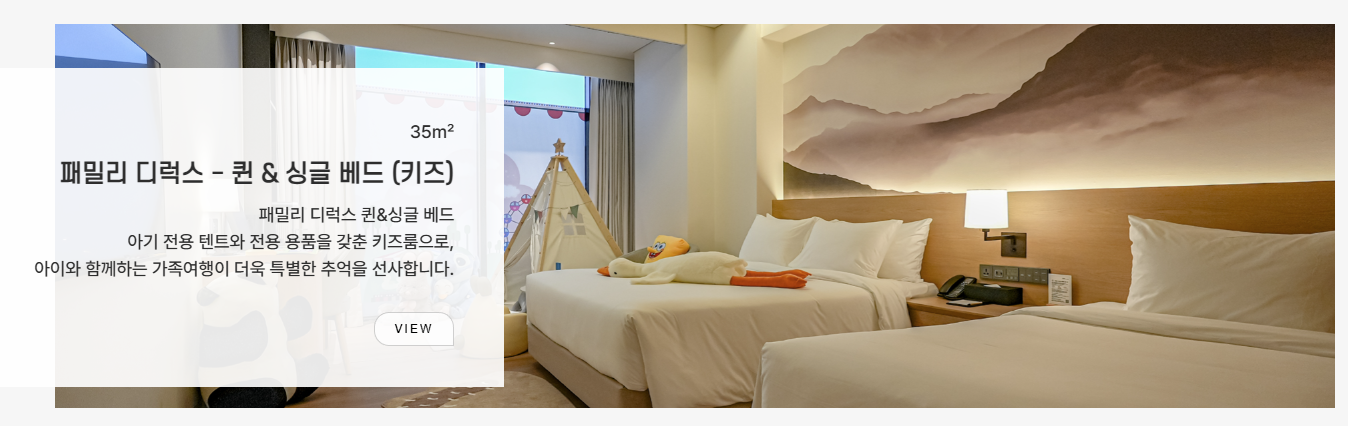 35m²
패밀리 디럭스 - 퀸 & 싱글 베드 (키즈)
패밀리 디럭스 퀸&싱글 베드
아기 전용 텐트와 전용 용품을 갖춘 키즈룸으로,
아이와 함께하는 가족여행이 더욱 특별한 추억을 선사합니다.
VIEW